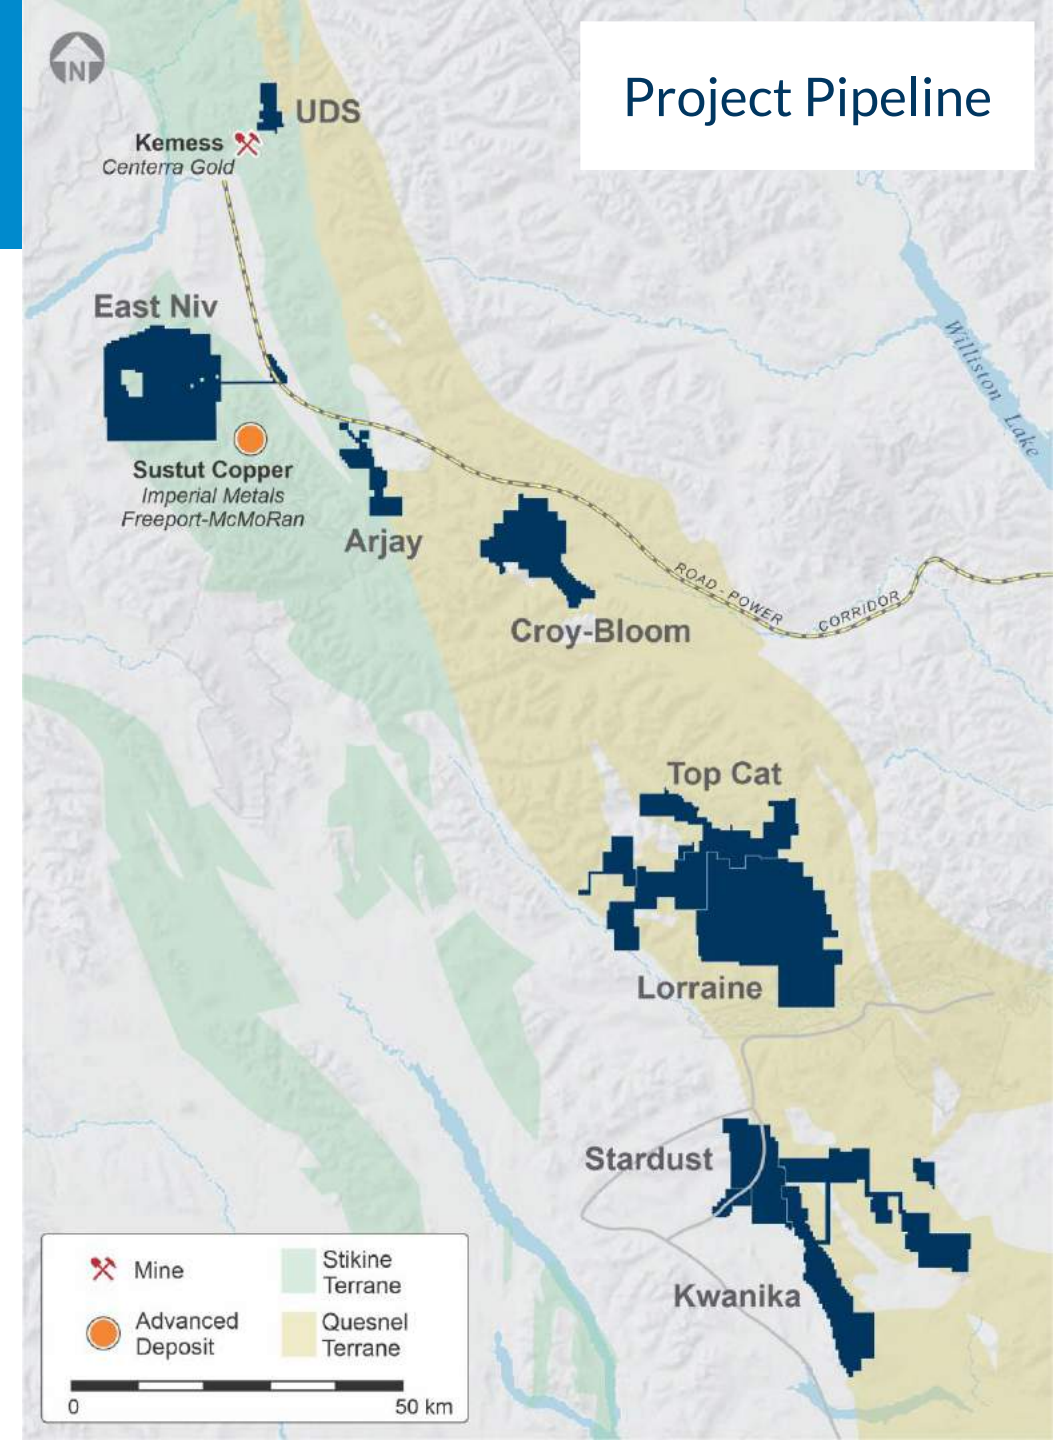 N
Project Pipeline
UDS
Kemess
Centerra Gold
East Niv
Williston Lake
Sustut Copper
Imperial Metals
Freeport-McMoRan
Arjay
ROAD - POWER CORRIDOR
Croy-Bloom
Top Cat
Lorraine
Stardust
Kwanika
Mine
Stikine
Terrane
Advanced
Deposit
Quesnel
Terrane
0 50 km